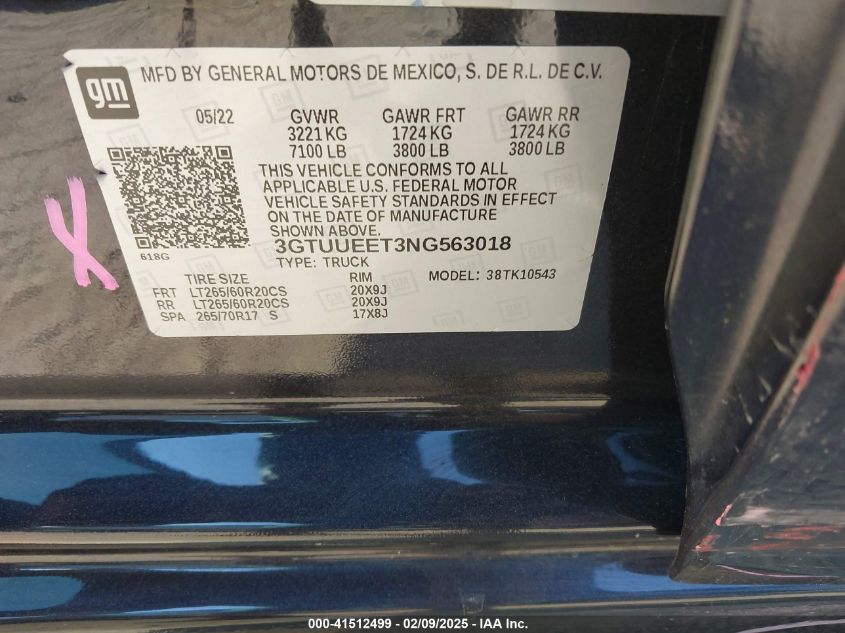 gm
MFD BY GENERAL MOTORS DE MEXICO, S. DE R.L. DE C.V.
05/22 GVWR GAWR FRT GAWR RR
3221 KG 1724 KG 1724 KG
7100 LB 3800 LB 3800 LB
THIS VEHICLE CONFORMS TO ALL
APPLICABLE U.S. FEDERAL MOTOR
VEHICLE SAFETY STANDARDS IN EFFECT
ON THE DATE OF MANUFACTURE
SHOWN ABOVE.
618G
3GTUUEET3NG563018
TYPE: TRUCK MODEL: 38TK10543
TIRE SIZE RIM
FRT LT265/60R20CS 20X9J
RR LT265/60R20CS 20X9J
SPA 265/70R17 S 17X8J
X
000-41512499 — 02/09/2025 — IAA Inc.